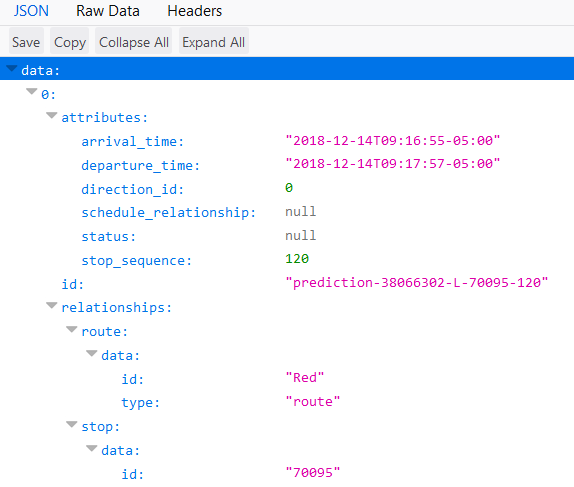 JSON Raw Data Headers
Save Copy Collapse All Expand All
data:
0:
attributes:
arrival_time: "2018-12-14T09:16:55-05:00"
departure_time: "2018-12-14T09:17:57-05:00"
direction_id: 0
schedule_relationship: null
status: null
stop_sequence: 120
id: "prediction-38066302-L-70095-120"
relationships:
route:
data:
id: "Red"
type: "route"
stop:
data:
id: "70095"